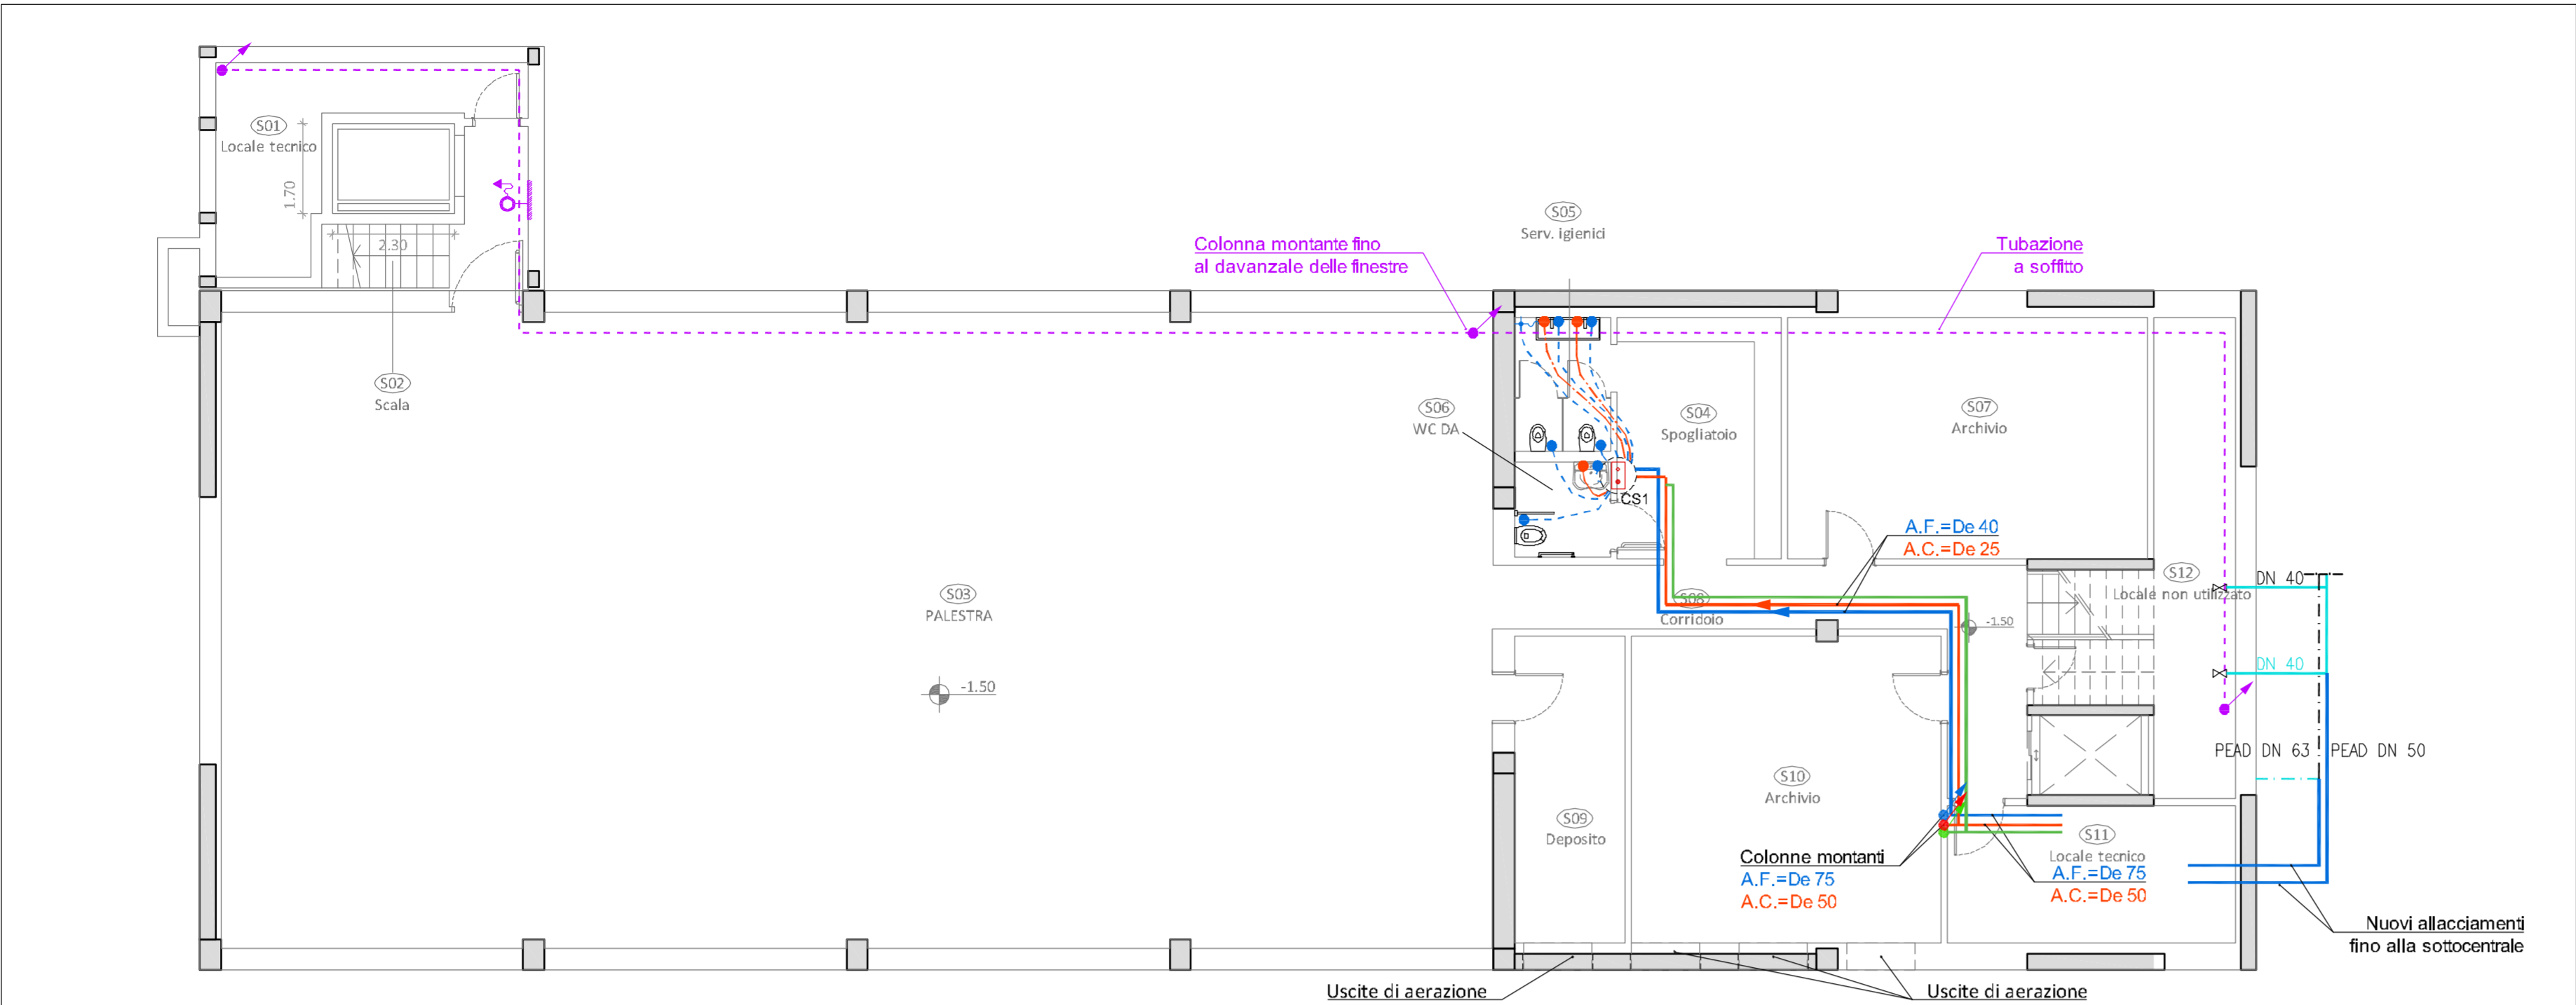 S01
Locale tecnico
1.70
2.30
S02
Scala
S05
Serv. igienici
Colonna montante fino
al davanzale delle finestre
Tubazione
a soffitto
S06
WC DA
S04
Spogliatoio
S07
Archivio
CS1
A.F.=De 40
A.C.=De 25
S03
PALESTRA
-1.50
S08
Corridoio
-1.50
S12
Locale non utilizzato
DN 40
DN 40
PEAD DN 63
PEAD DN 50
S10
Archivio
S09
Deposito
S11
Locale tecnico
A.F.=De 75
A.C.=De 50
Colonne montanti
A.F.=De 75
A.C.=De 50
Nuovi allacciamenti
fino alla sottocentrale
Uscite di aerazione
Uscite di aerazione